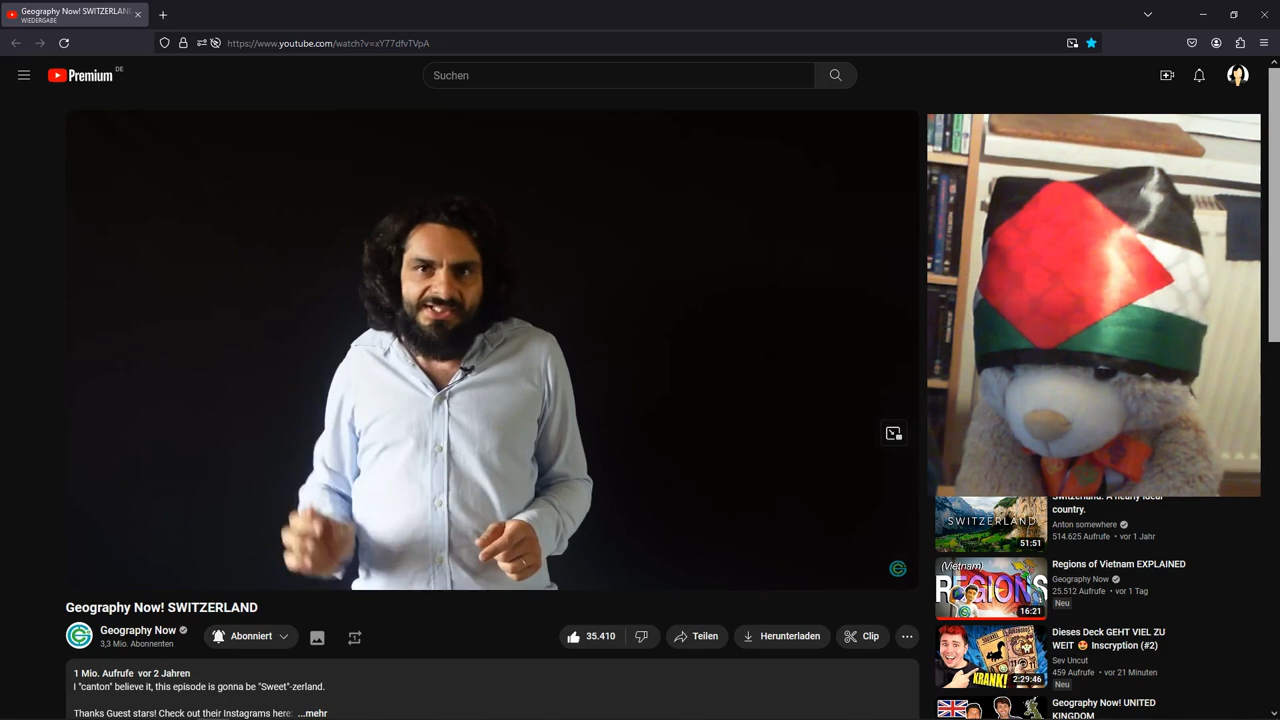 Geography Now! SWITZERLAN
WIEDERGABE
https://www.youtube.com/watch?v=xY77dfvTVpA
Premium DE
Suchen
Geography Now! SWITZERLAND
Geography Now
3,3 Mio. Abonnenten
Abonniert
35.410
Teilen
Herunterladen
Clip
1 Mio. Aufrufe vor 2 Jahren
I "canton" believe it, this episode is gonna be "Sweet"-zerland.
Thanks Guest stars! Check out their Instagrams here: ...mehr
SWITZERLAND
51:51
Switzerland: A nearly ideal
country.
Anton somewhere
514.625 Aufrufe • vor 1 Jahr
(Vietnam)
REGIONS
16:21
Regions of Vietnam EXPLAINED
Geography Now
25.512 Aufrufe • vor 1 Tag
Neu
KRANK!
2:29:46
Dieses Deck GEHT VIEL ZU
WEIT 🤩 Inscryption (#2)
Sev Uncut
459 Aufrufe • vor 21 Minuten
Neu
Geography Now! UNITED
KINGDOM